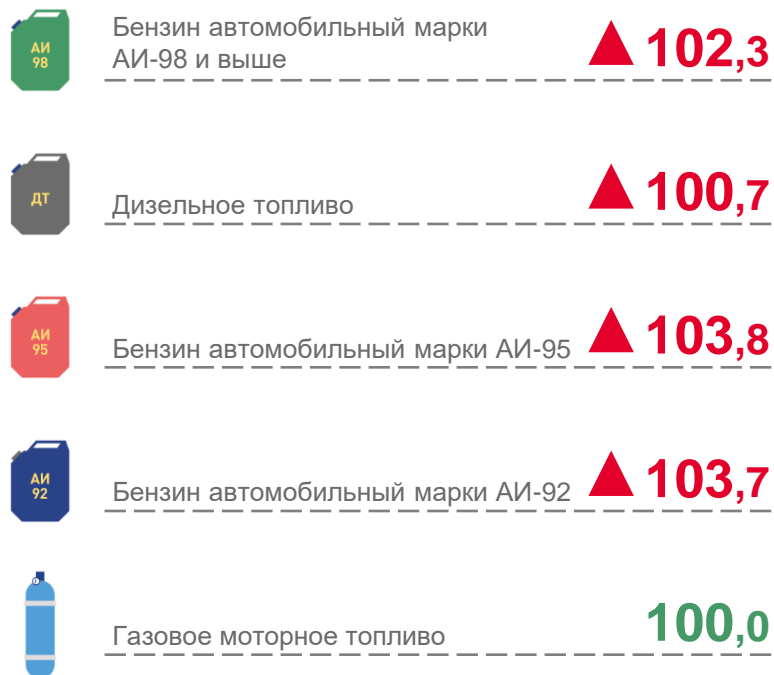 АИ
98
Бензин автомобильный марки
АИ-98 и выше
▲ 102,3
ДТ
Дизельное топливо
▲ 100,7
АИ
95
Бензин автомобильный марки АИ-95
▲ 103,8
АИ
92
Бензин автомобильный марки АИ-92
▲ 103,7
Газовое моторное топливо
100,0